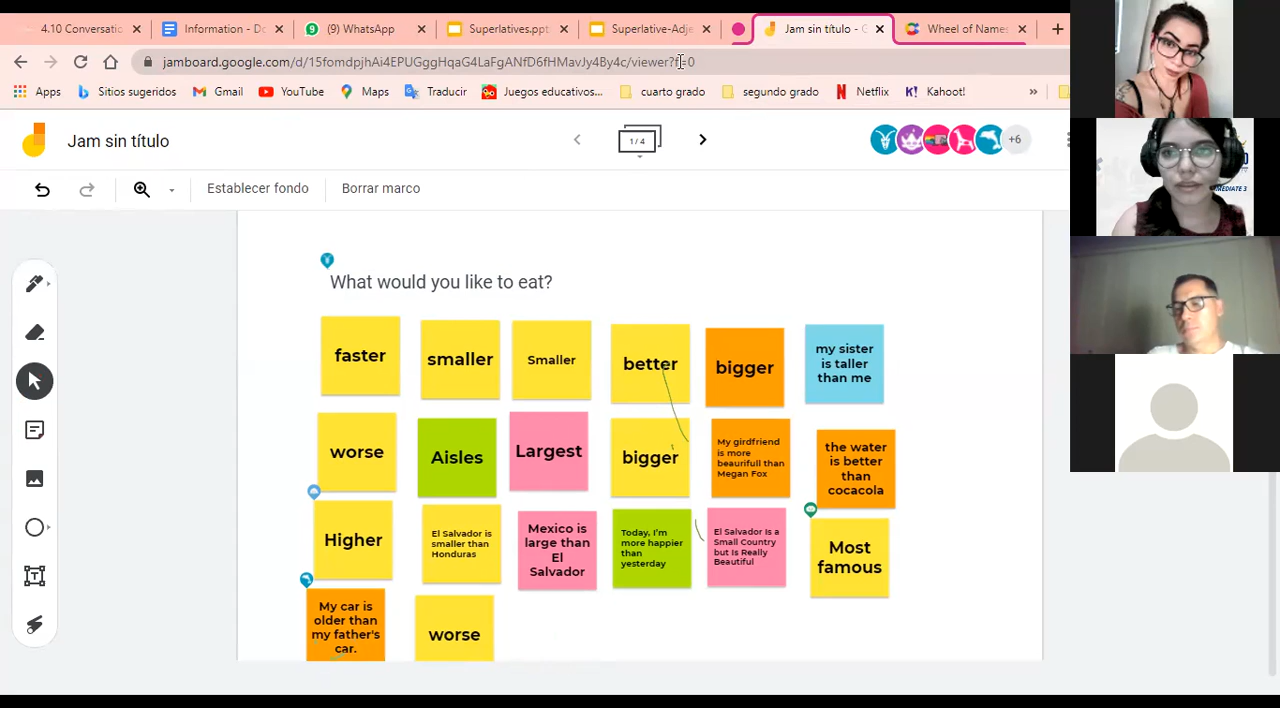 4.10 Conversatio
Information - Do
(9) WhatsApp
Superlatives.ppt
Superlative-Adje
Jam sin título - G
Wheel of Names
jamboard.google.com/d/15fomdpjhAi4EPUGggHqaG4aFgANfD6fHMavJy4By4c/viewer?f=0
Apps
Sitios sugeridos
Gmail
YouTube
Maps
Traducir
Juegos educativos...
cuarto grado
segundo grado
Netflix
Kahoot!
»
Jam sin título
1/4
+6
Establecer fondo
Borrar marco
What would you like to eat?
faster
smaller
Smaller
better
bigger
my sister
is taller
than me
worse
Aisles
Largest
bigger
My girdfriend
is more
beaurifull than
Megan Fox
the water
is better
than
cocacola
Higher
El Salvador is
smaller than
Honduras
Mexico is
large than
El
Salvador
Today, I'm
more happier
than
yesterday
El Salvador Is a
Small Country
but Is Really
Beautiful
Most
famous
My car is
older than
my father's
car.
worse
MEDIATE 3